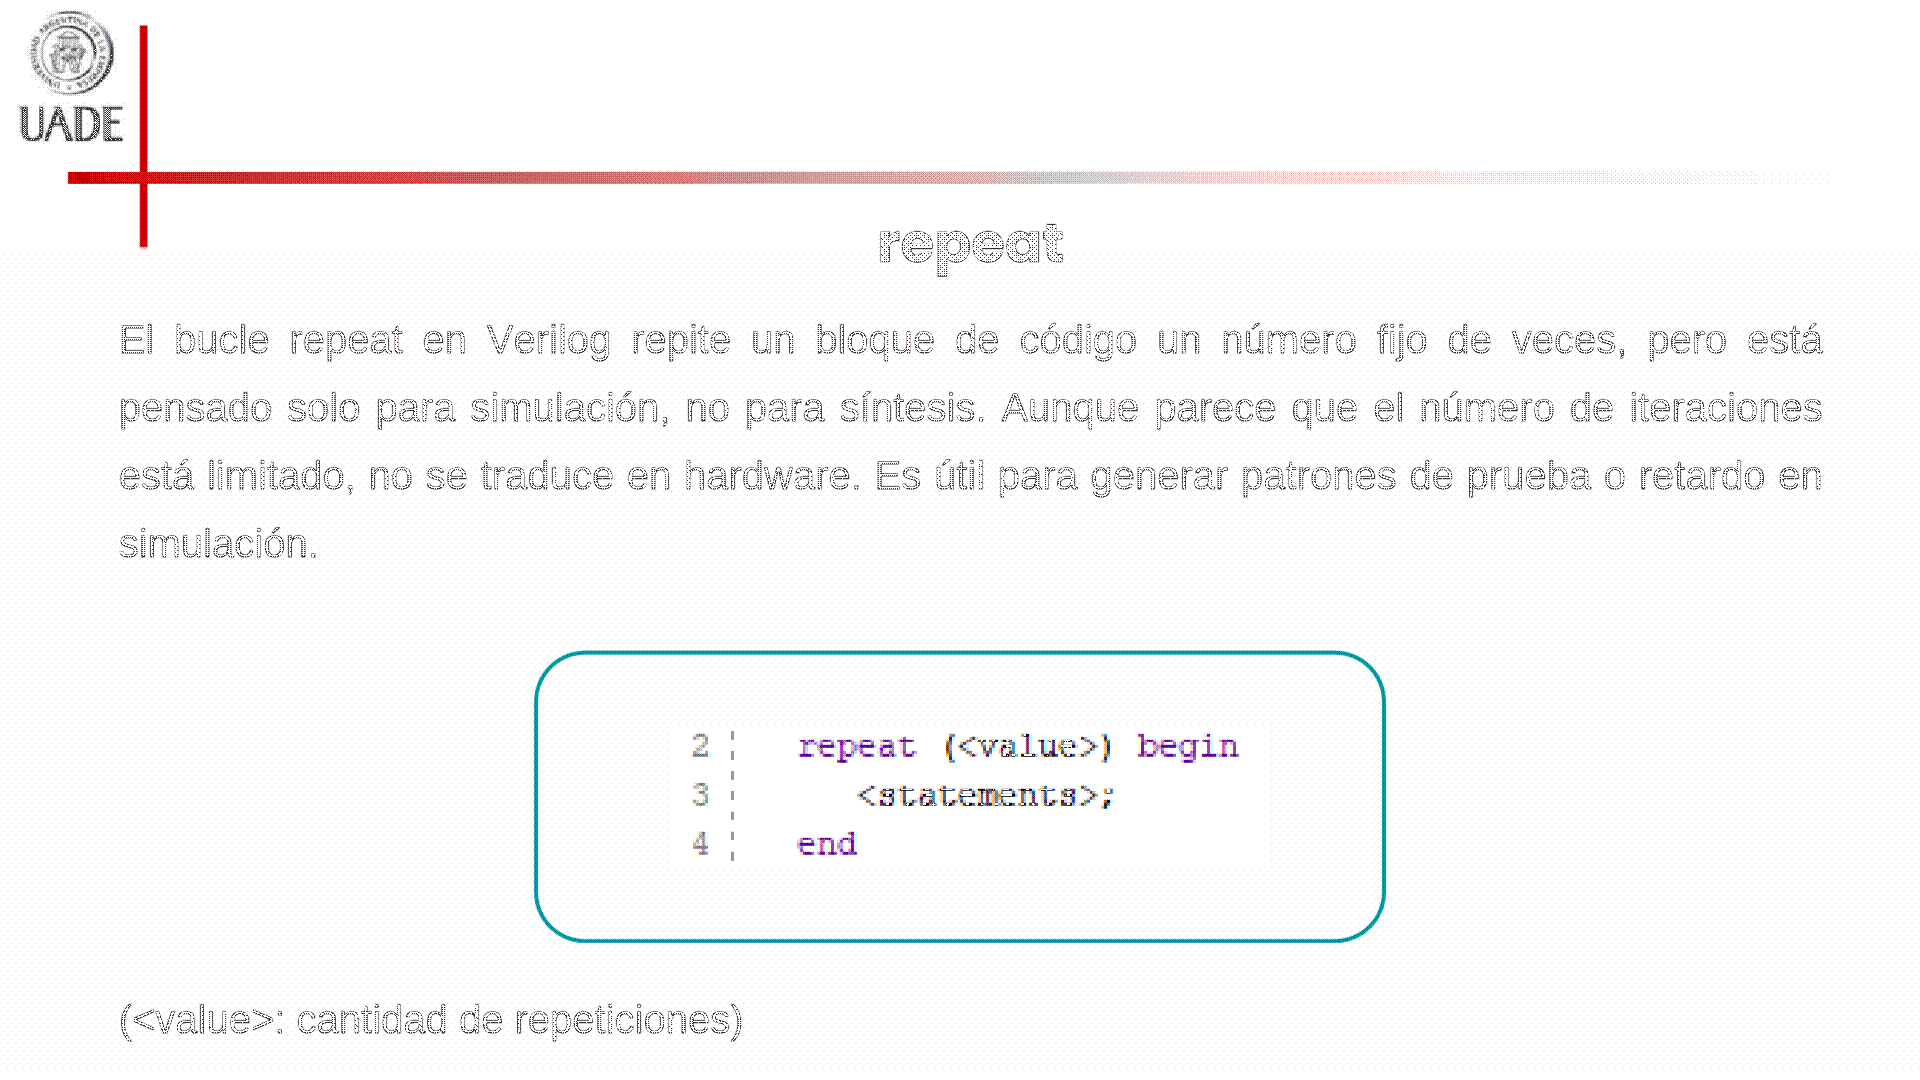 UADE
repeat
El bucle repeat en Verilog repite un bloque de código un número fijo de veces, pero está
pensado solo para simulación, no para síntesis. Aunque parece que el número de iteraciones
está limitado, no se traduce en hardware. Es útil para generar patrones de prueba o retardo en
simulación.
2 repeat (<value>) begin
3 <statements>;
4 end
(<value>: cantidad de repeticiones)